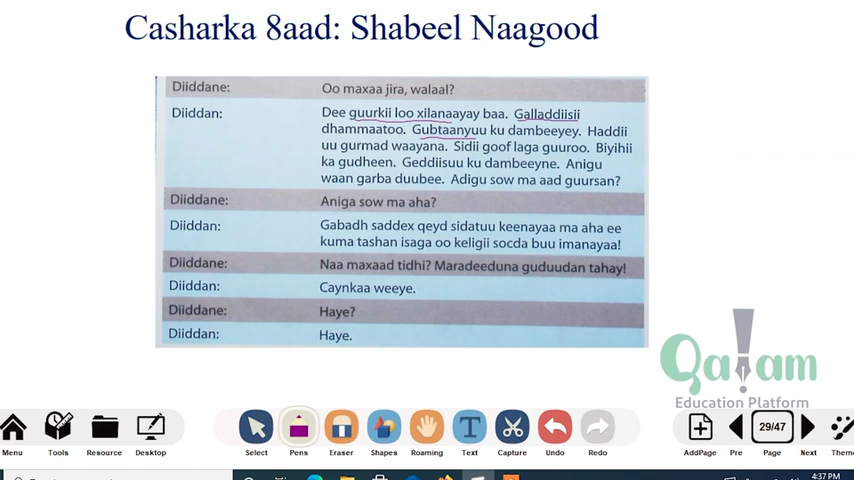 Casharka 8aad: Shabeel Naagood
Diiddane: Oo maxaa jira, walaal?
Diiddan: Dee guurkii loo xilanaayay baa. Galladdiisii
dhammaatoo. Gubtaanyuu ku dambeeyey. Haddii
uu gurmad waayana. Sidii goof laga guuroo. Biyihii
ka gudheen. Geddiisuu ku dambeeyne. Anigu
waan garba duubee. Adigu sow ma aad guursan?
Diiddane: Aniga sow ma aha?
Diiddan: Gabadh saddex qeyd sidatuu keenayaa ma aha ee
kuma tashan isaga oo keligii socda buu imanayaa!
Diiddane: Naa maxaad tidhi? Maradeeduna guduudan tahay!
Diiddan: Caynkaa weeye.
Diiddane: Haye?
Diiddan: Haye.
Qalam
Education Platform
Menu Tools Resource Desktop Select Pens Eraser Shapes Roaming Text Capture Undo Redo AddPage Previous Page Next Theme
29/47
4:37 PM